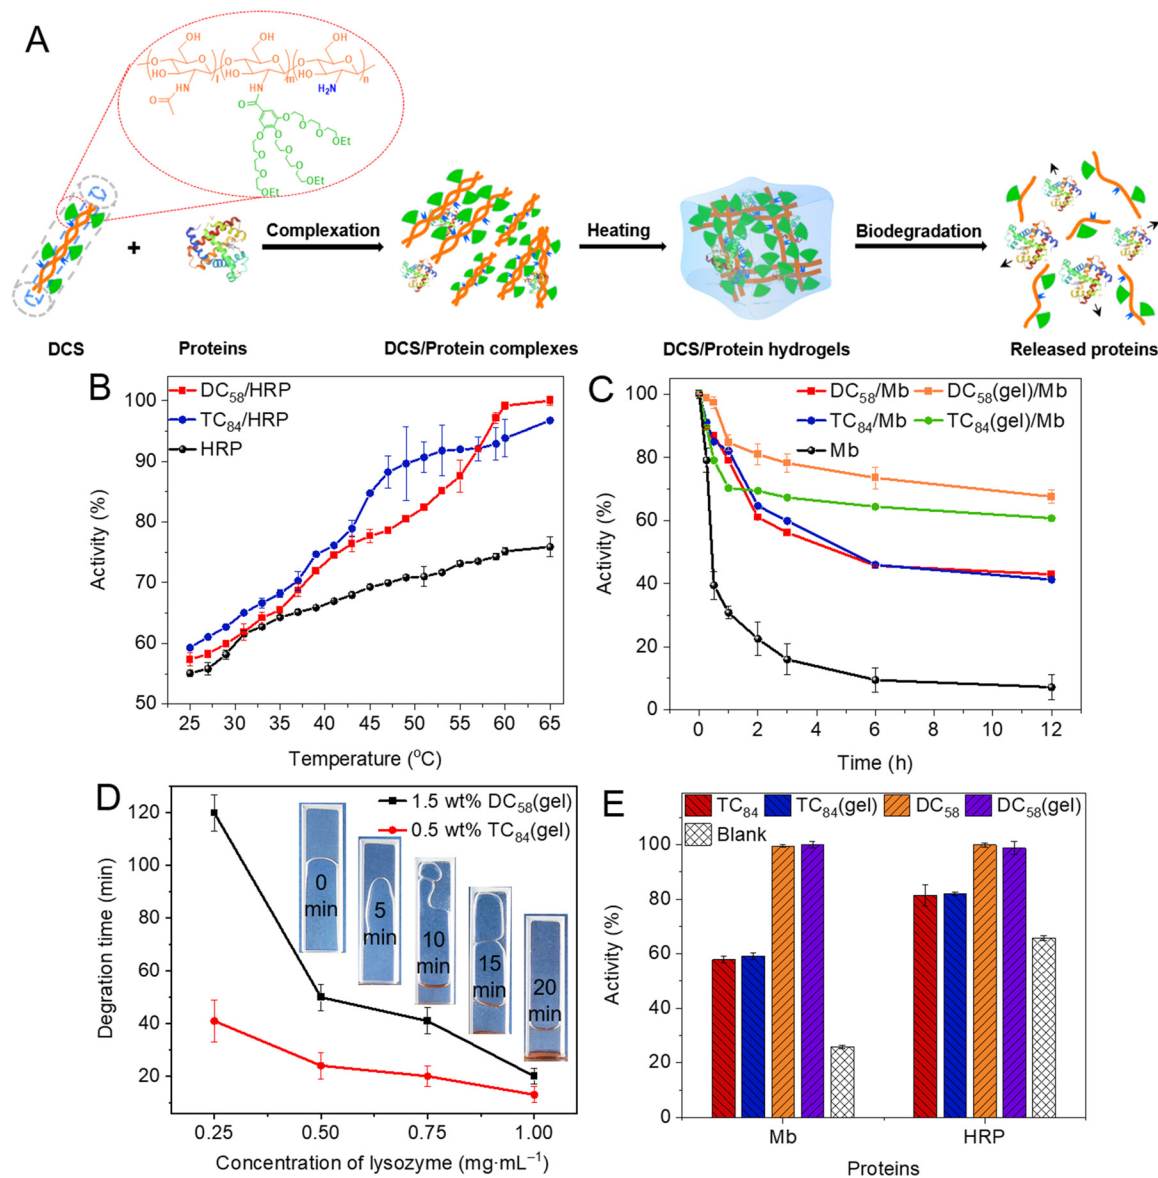 A
OH OH OH
O O O O
HO HO HO
l m n
NH HN H₂N
O O
O O O O OEt
O O
O O O
O O O
OEt OEt
Complexation Heating Biodegradation
+
DCS Proteins DCS/Protein complexes DCS/Protein hydrogels Released proteins
B
DC₅₈/HRP
TC₈₄/HRP
HRP
100
90
80
70
60
50
Activity (%)
25 30 35 40 45 50 55 60 65
Temperature (°C)
C
DC₅₈/Mb DC₅₈(gel)/Mb
TC₈₄/Mb TC₈₄(gel)/Mb
Mb
100
80
60
40
20
0
Activity (%)
0 2 4 6 8 10 12
Time (h)
D
1.5 wt% DC₅₈(gel)
0.5 wt% TC₈₄(gel)
120
100
80
60
40
20
Degration time (min)
0
min
5
min
10
min
15
min
20
min
0.25 0.50 0.75 1.00
Concentration of lysozyme (mg·mL⁻¹)
E
TC₈₄ TC₈₄(gel) DC₅₈ DC₅₈(gel)
Blank
100
80
60
40
20
0
Activity (%)
Mb HRP
Proteins